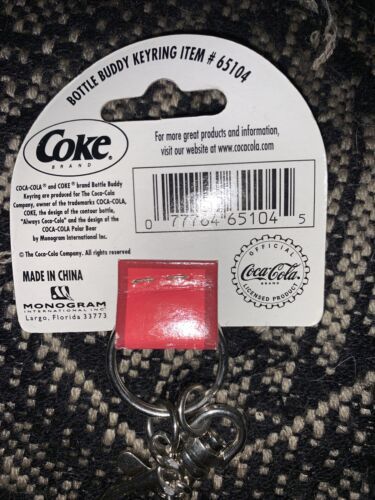 BOTTLE BUDDY KEYRING ITEM # 65104
Coke
BRAND
COCA-COLA® and COKE® brand Bottle Buddy
Keyring are produced for The Coca-Cola
Company, owner of the trademarks COCA-COLA,
COKE, the design of the contour bottle,
"Always Coca-Cola" and the design of the
COCA-COLA Polar Bear
by Monogram International Inc.
© The Coca-Cola Company. All rights reserved
MADE IN CHINA
MONOGRAM
INTERNATIONAL INC
Largo, Florida 33773
For more great products and information,
visit our website at www.cocacola.com
0 77764 65104 5
OFFICIAL
Coca-Cola
BRAND
LICENSED PRODUCT